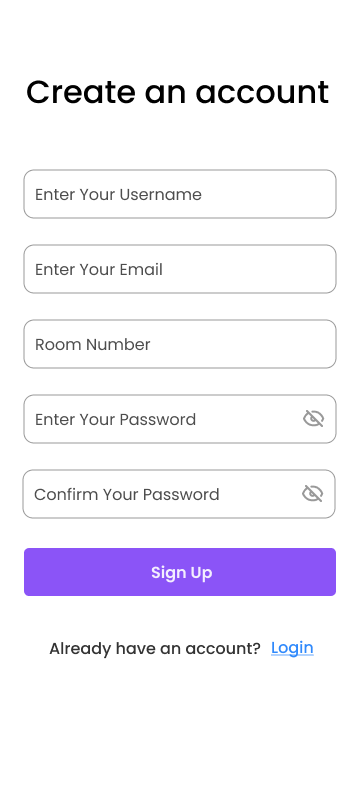 Create an account
Enter Your Username
Enter Your Email
Room Number
Enter Your Password
Confirm Your Password
Sign Up
Already have an account? Login